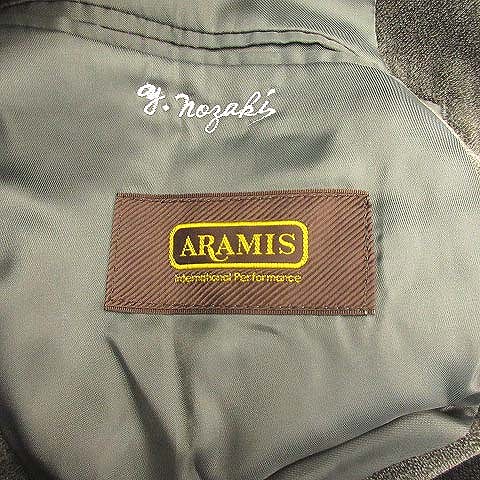 y. nozaki
ARAMIS
International Performance